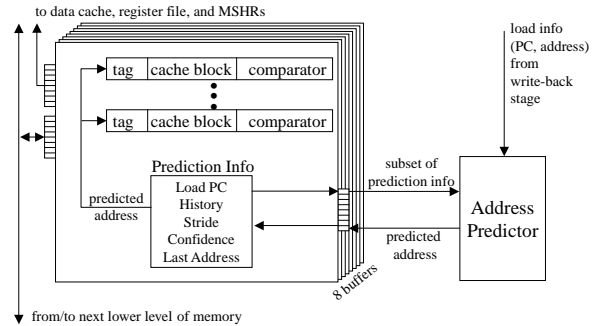 to data cache, register file, and MSHRs
load info
(PC, address)
from
write-back
stage
tag cache block comparator
tag cache block comparator
Prediction Info
Load PC
History
Stride
Confidence
Last Address
predicted
address
subset of
prediction info
predicted
address
Address
Predictor
8 buffers
from/to next lower level of memory